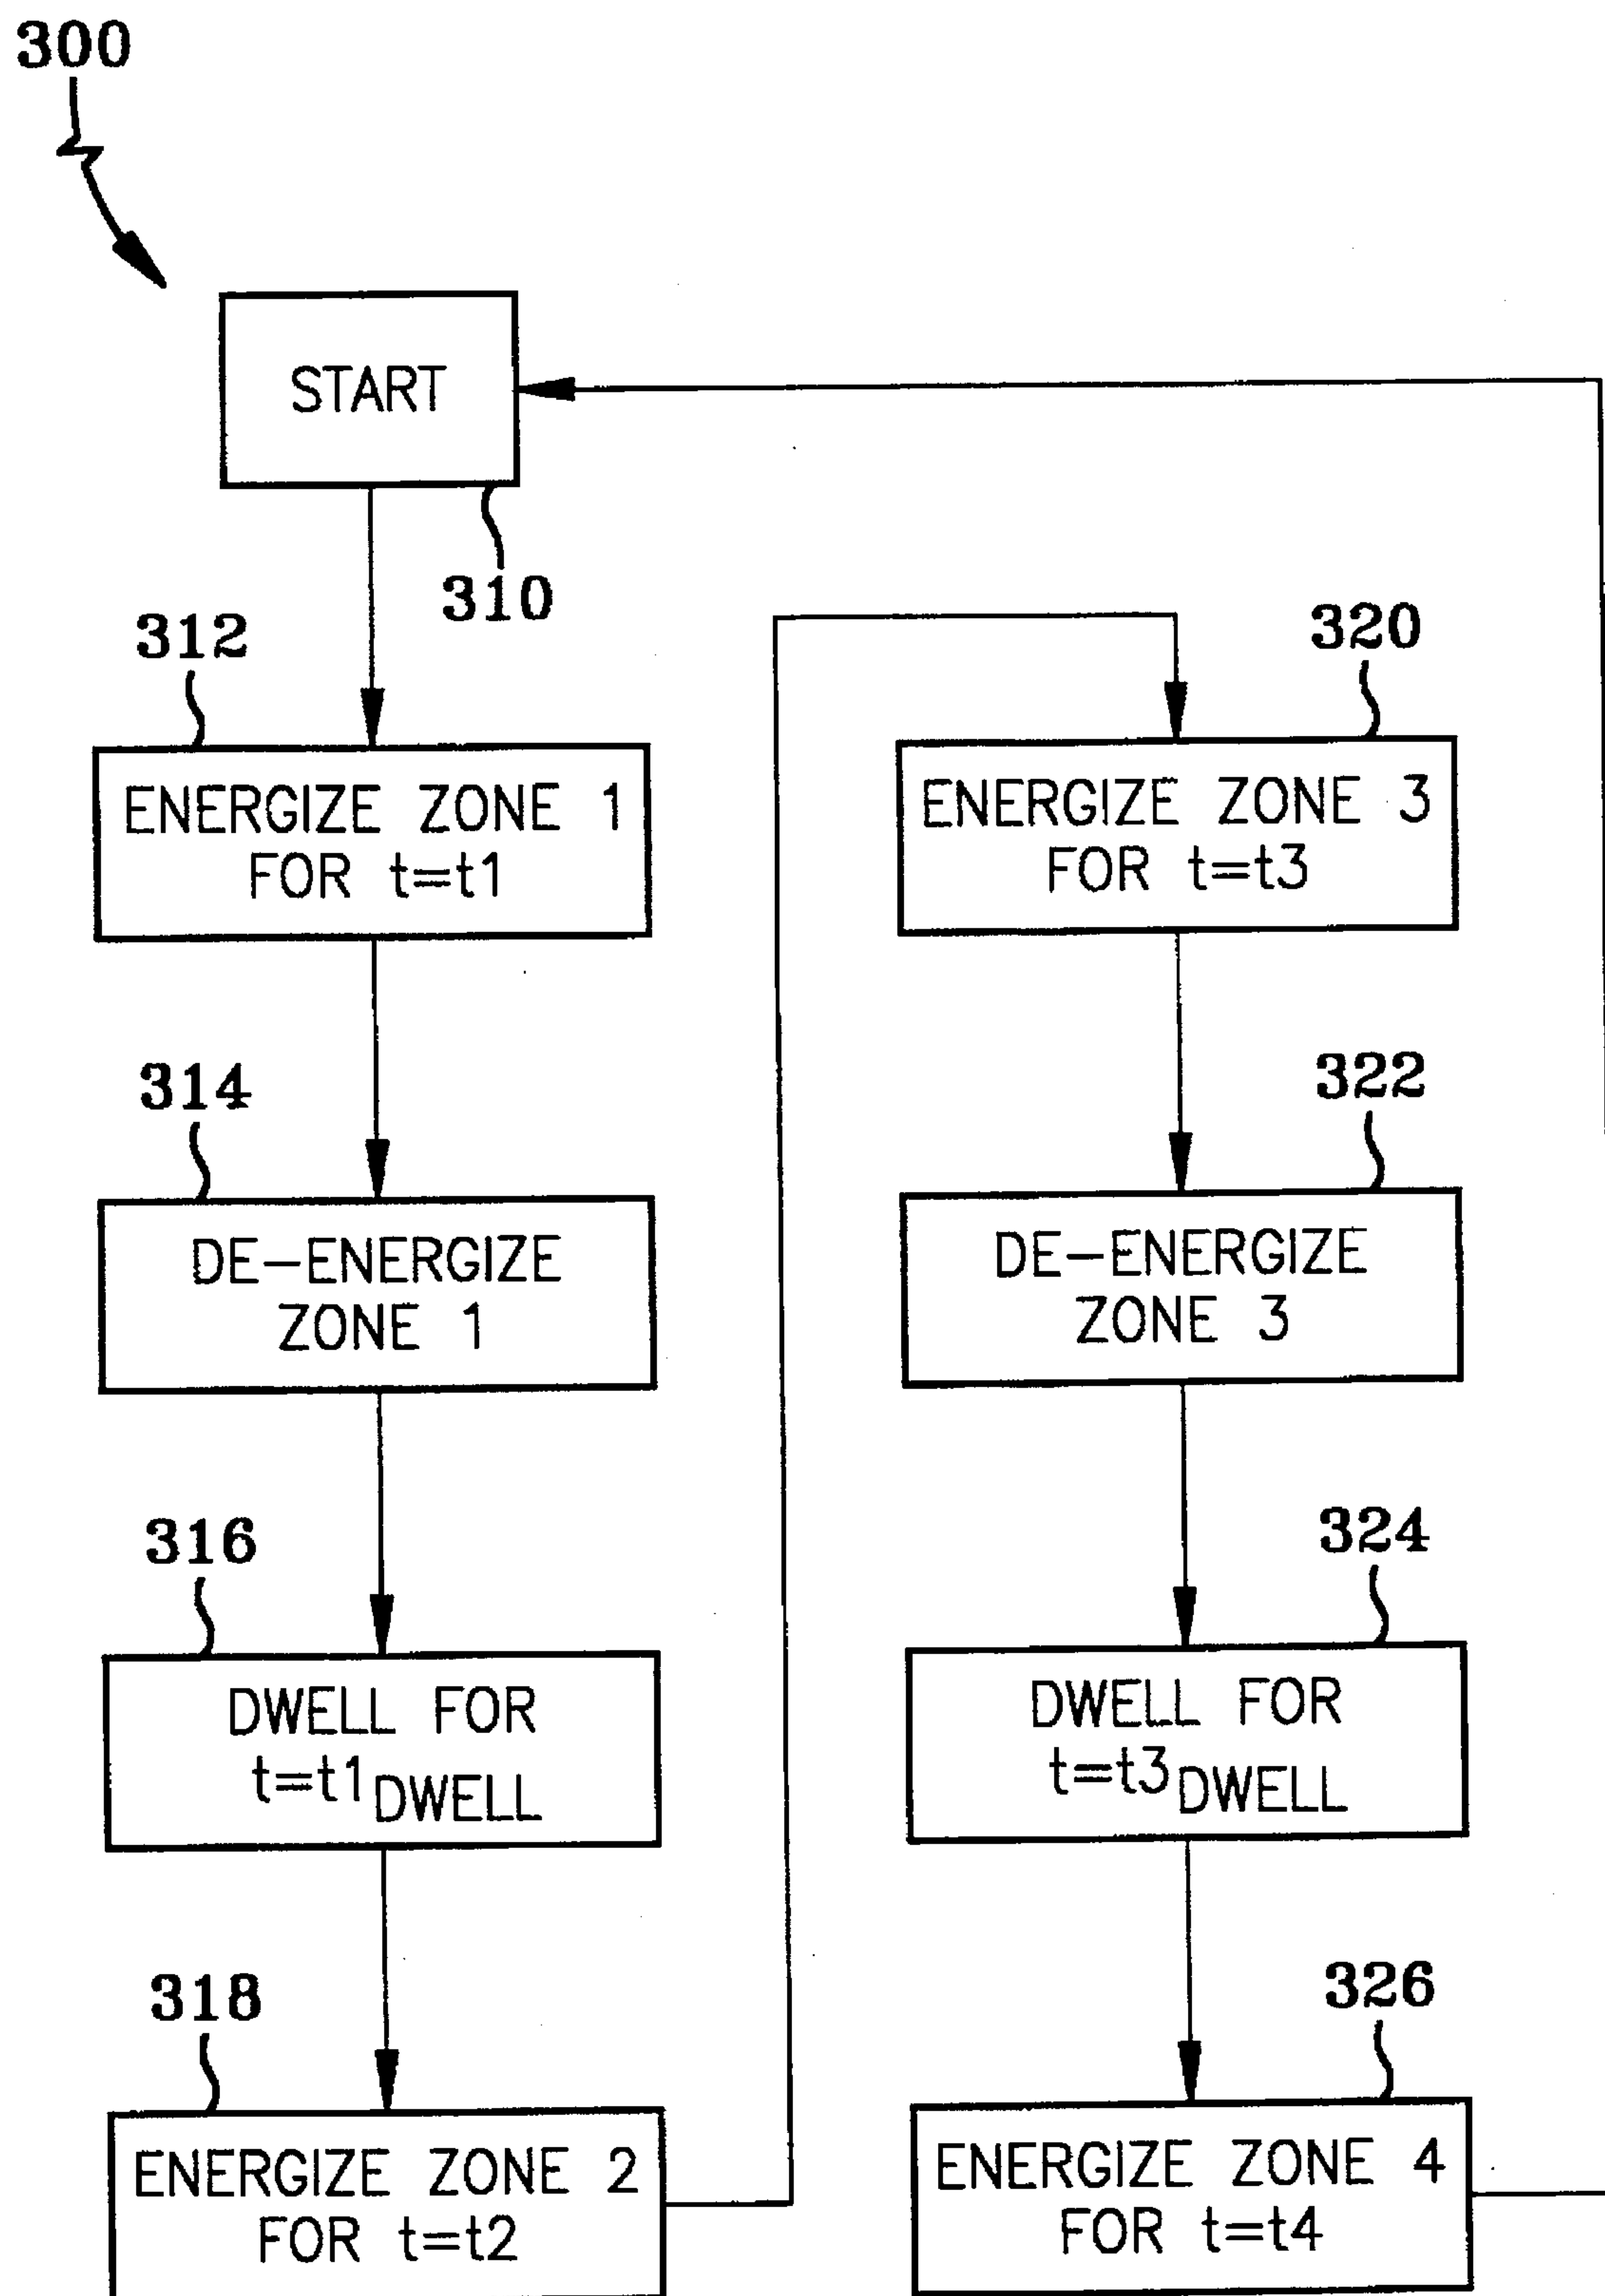 300
START
310
312
ENERGIZE ZONE 1
FOR t=t1
314
DE-ENERGIZE
ZONE 1
316
DWELL FOR
t=t1DWELL
318
ENERGIZE ZONE 2
FOR t=t2
320
ENERGIZE ZONE 3
FOR t=t3
322
DE-ENERGIZE
ZONE 3
324
DWELL FOR
t=t3DWELL
326
ENERGIZE ZONE 4
FOR t=t4